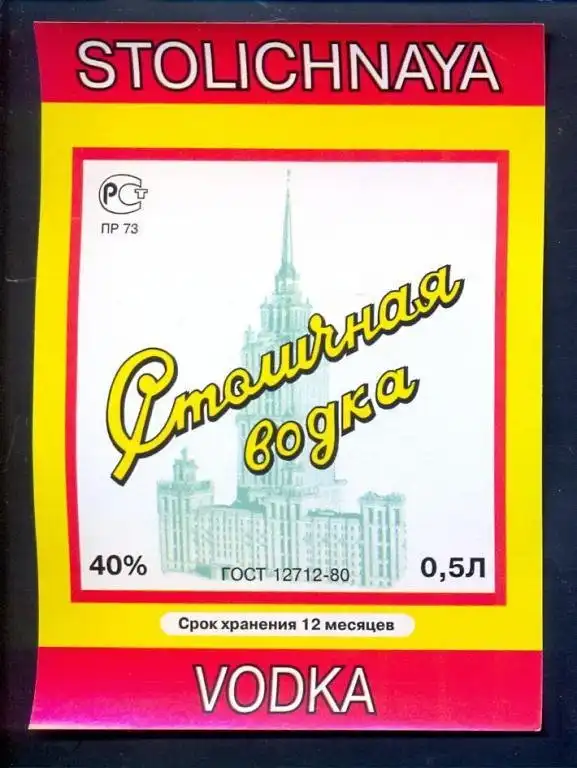 STOLICHNAYA
РСТ
ПР 73
Столичная
водка
40%
ГОСТ 12712-80
0,5Л
Срок хранения 12 месяцев
VODKA